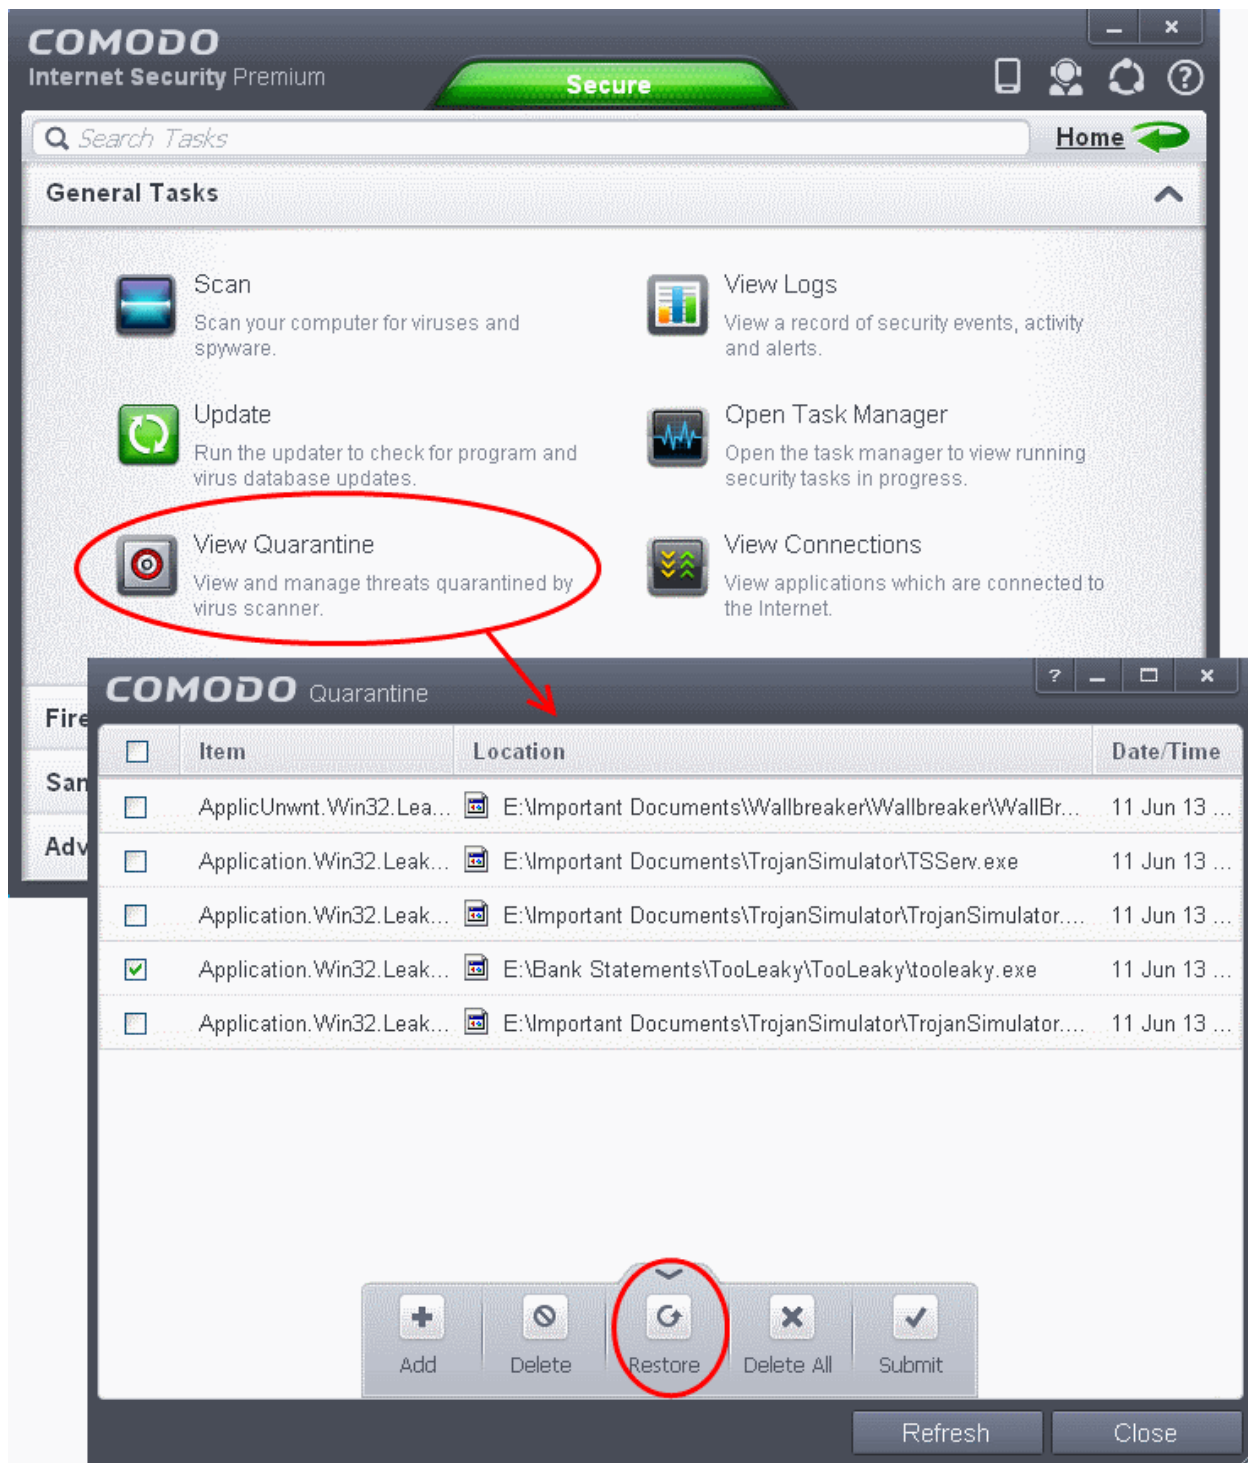 COMODO
Internet Security Premium
Secure
Search Tasks
Home
General Tasks
Scan
Scan your computer for viruses and
spyware.
View Logs
View a record of security events, activity
and alerts.
Update
Run the updater to check for program and
virus database updates.
Open Task Manager
Open the task manager to view running
security tasks in progress.
View Quarantine
View and manage threats quarantined by
virus scanner.
View Connections
View applications which are connected to
the Internet.
Fire
San
Adv
COMODO Quarantine
Item Location Date/Time
ApplicUnwnt.Win32.Lea... E:\Important Documents\Wallbreaker\Wallbreaker\WallBr... 11 Jun 13 ...
Application.Win32.Leak... E:\Important Documents\TrojanSimulator\TSServ.exe 11 Jun 13 ...
Application.Win32.Leak... E:\Important Documents\TrojanSimulator\TrojanSimulator.... 11 Jun 13 ...
Application.Win32.Leak... E:\Bank Statements\TooLeaky\TooLeaky\tooleaky.exe 11 Jun 13 ...
Application.Win32.Leak... E:\Important Documents\TrojanSimulator\TrojanSimulator.... 11 Jun 13 ...
Add Delete Restore Delete All Submit
Refresh Close